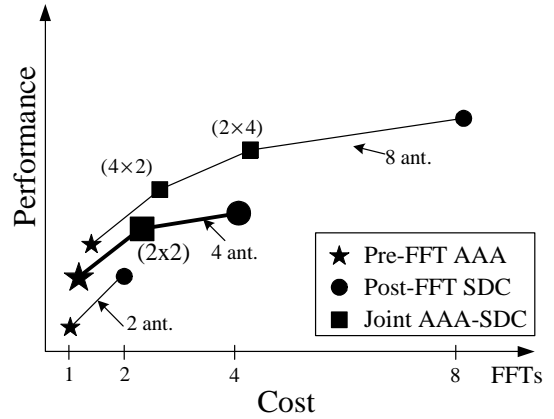 Performance
(2×4)
(4×2)
8 ant.
(2x2)
4 ant.
2 ant.
Pre-FFT AAA
Post-FFT SDC
Joint AAA-SDC
1 2 4 8 FFTs
Cost